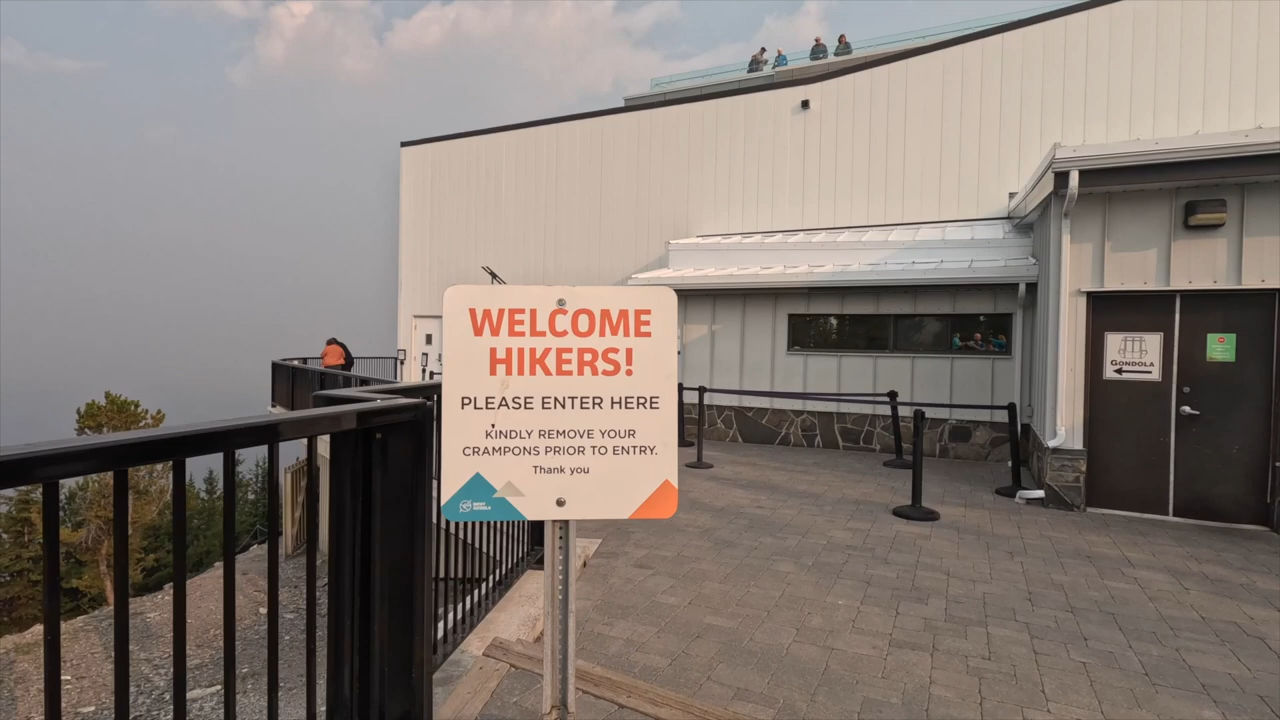 WELCOME
HIKERS!
PLEASE ENTER HERE
KINDLY REMOVE YOUR
CRAMPONS PRIOR TO ENTRY.
Thank you
GONDOLA